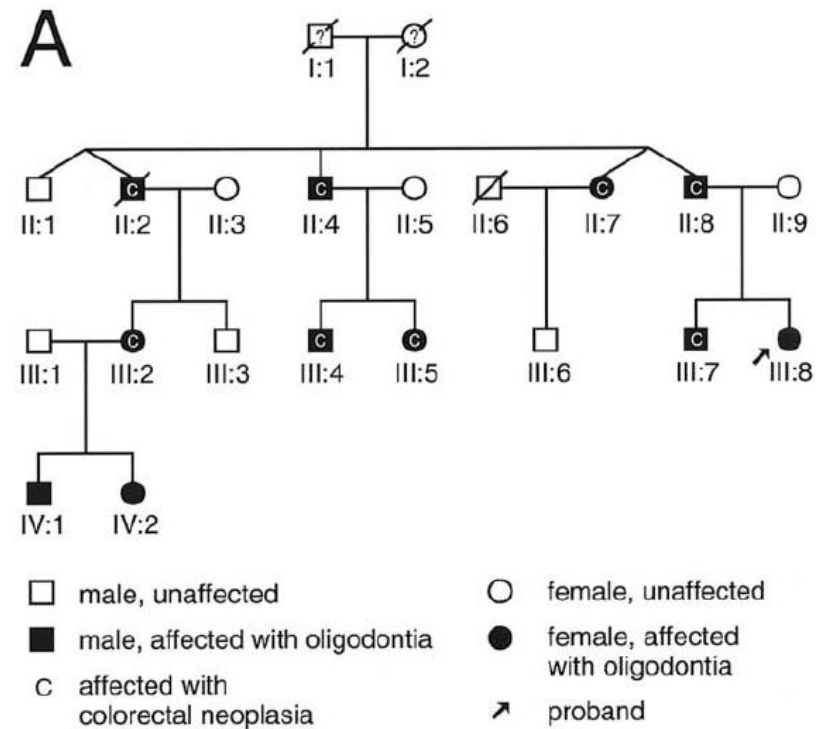 A
? ?
I:1 I:2
C C C C
II:1 II:2 II:3 II:4 II:5 II:6 II:7 II:8 II:9
C C C C
III:1 III:2 III:3 III:4 III:5 III:6 III:7 III:8
IV:1 IV:2
male, unaffected
male, affected with oligodontia
C affected with
colorectal neoplasia
female, unaffected
female, affected
with oligodontia
proband